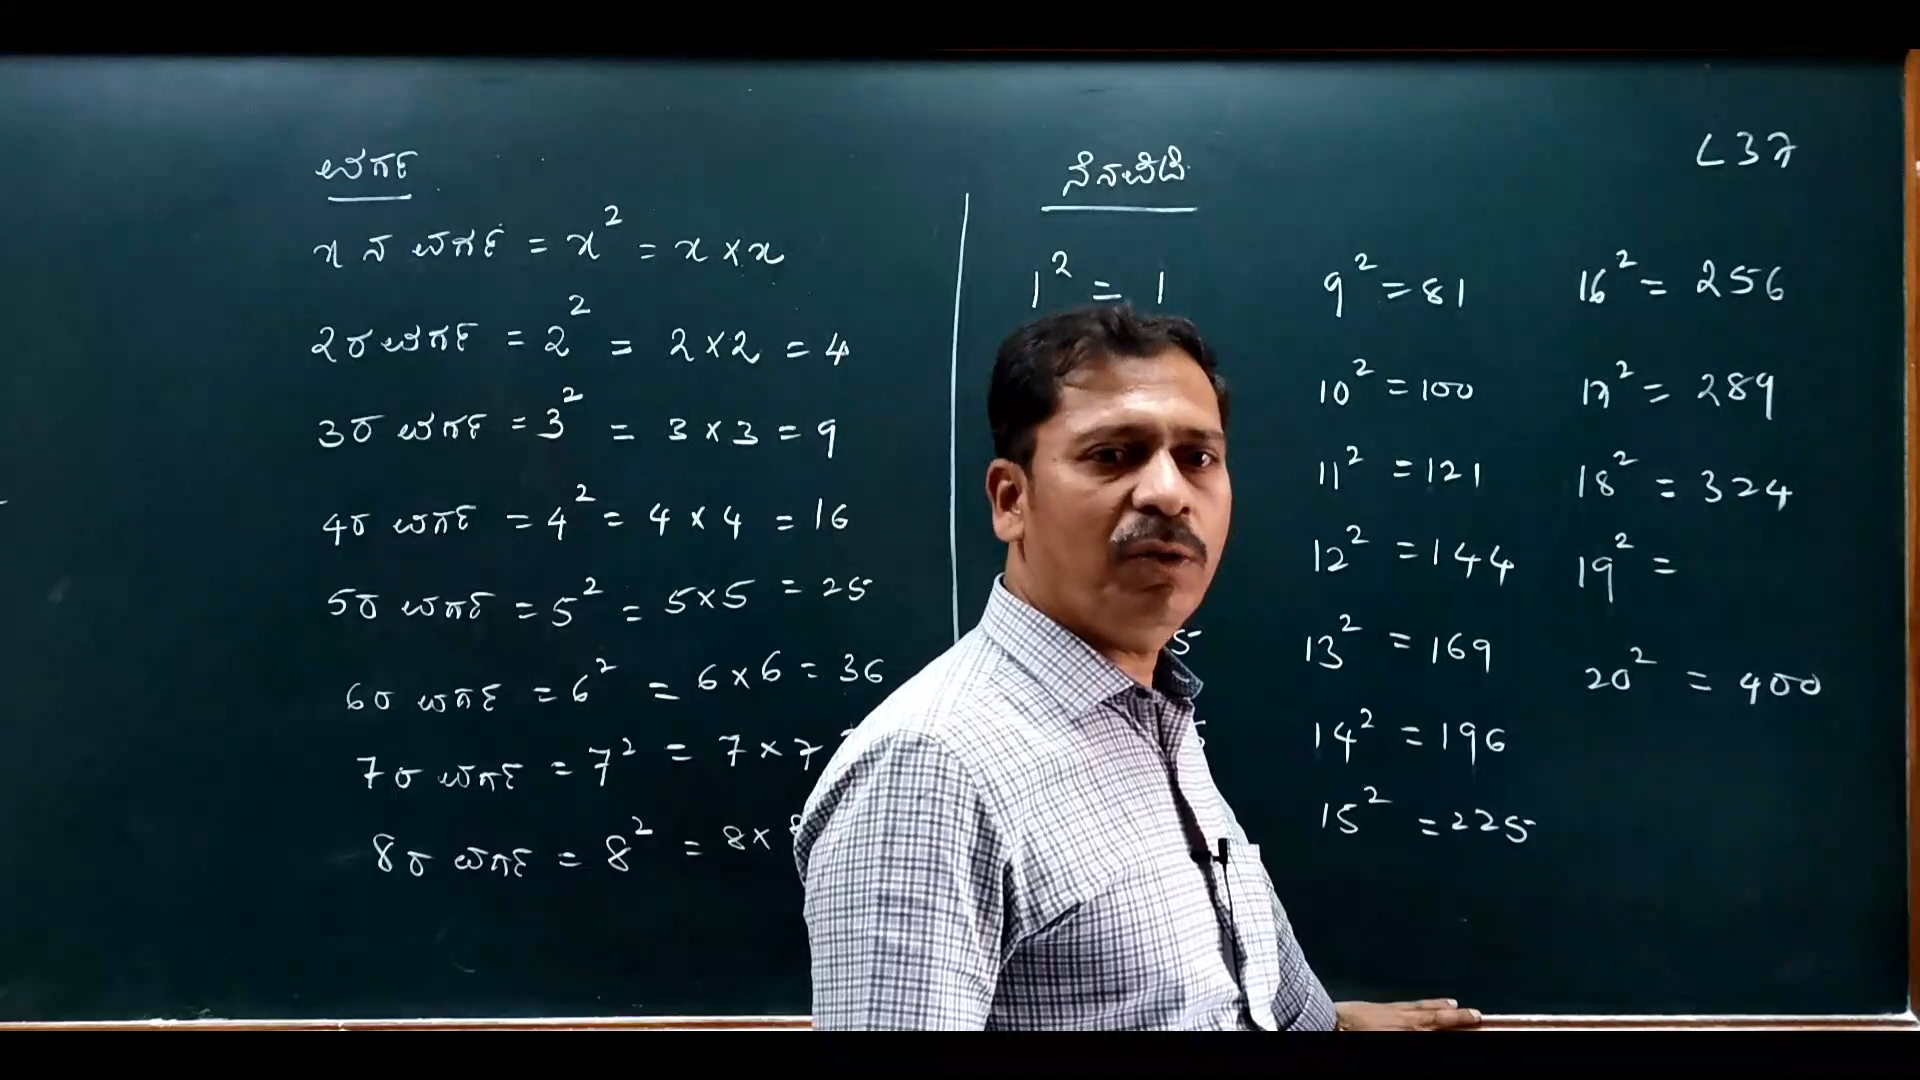 L37
ವರ್ಗ
x ನ ವರ್ಗ = x² = x × x
2ರ ವರ್ಗ = 2² = 2 × 2 = 4
3ರ ವರ್ಗ = 3² = 3 × 3 = 9
4ರ ವರ್ಗ = 4² = 4 × 4 = 16
5ರ ವರ್ಗ = 5² = 5 × 5 = 25
6ರ ವರ್ಗ = 6² = 6 × 6 = 36
7ರ ವರ್ಗ = 7² = 7 × 7
8ರ ವರ್ಗ = 8² = 8 ×
ನೆನಪಿಡಿ
1² = 1
5
9² = 81
10² = 100
11² = 121
12² = 144
13² = 169
14² = 196
15² = 225
16² = 256
17² = 289
18² = 324
19² =
20² = 400